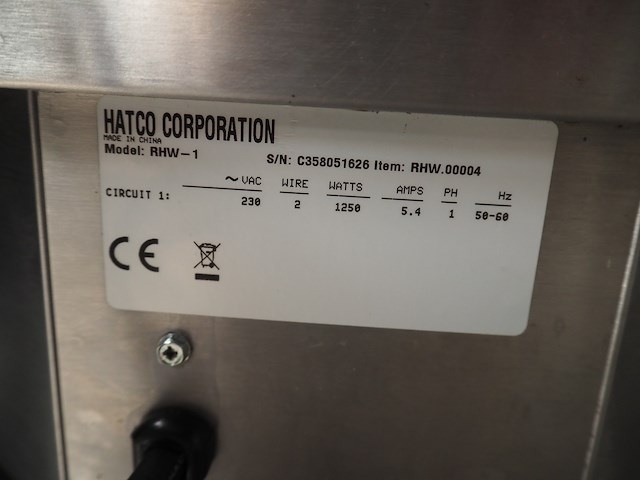 HATCO CORPORATION
MADE IN CHINA
Model: RHW-1 S/N: C358051626 Item: RHW.00004
~ VAC WIRE WATTS AMPS PH Hz
CIRCUIT 1: 230 2 1250 5.4 1 50-60
CE